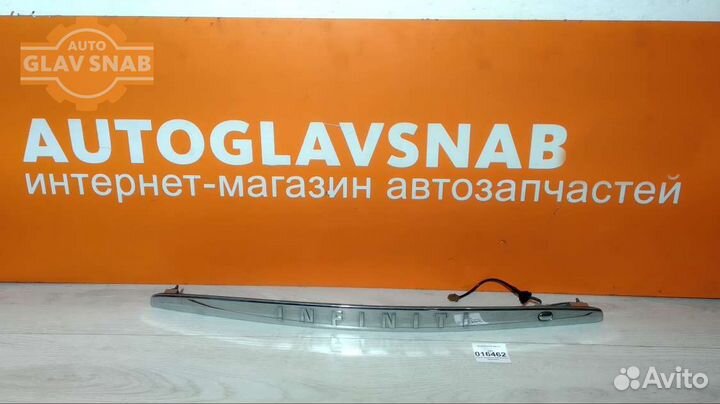 AUTO
GLAV SNAB
AUTOGLAVSNAB
интернет-магазин автозапчастей
INFINITI
016462
Avito